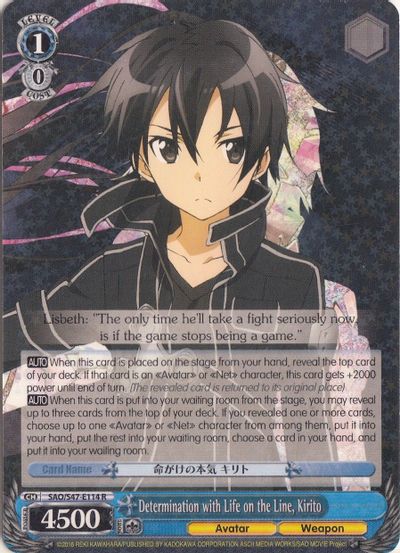 LEVEL
1
0
COST
Lisbeth: "The only time he'll take a fight seriously now,
is if the game stops being a game."
AUTO When this card is placed on the stage from your hand, reveal the top card
of your deck. If that card is an «Avatar» or «Net» character, this card gets +2000
power until end of turn. (The revealed card is returned to its original place)
AUTO When this card is put into your waiting room from the stage, you may reveal
up to three cards from the top of your deck. If you revealed one or more cards,
choose up to one «Avatar» or «Net» character from among them, put it into
your hand, put the rest into your waiting room, choose a card in your hand, and
put it into your waiting room.
Card Name 命がけの本気 キリト
CH SAO/S47-E114 R
Determination with Life on the Line, Kirito
POWER 4500
Avatar Weapon
©2016 REKI KAWAHARA/PUBLISHED BY KADOKAWA CORPORATION ASCII MEDIA WORKS/SAO MOVIE Project